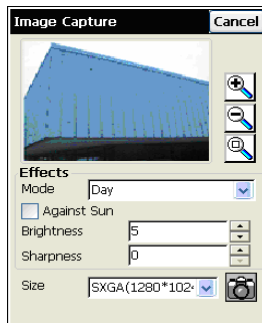 Image Capture Cancel
Effects
Mode Day
Against Sun
Brightness 5
Sharpness 0
Size SXGA(1280*102